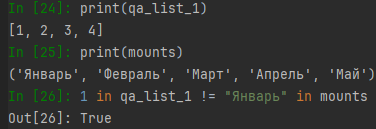 In [24]: print(qa_list_1)
[1, 2, 3, 4]
In [25]: print(mounts)
('Январь', 'Февраль', 'Март', 'Апрель', 'Май')
In [26]: 1 in qa_list_1 != "Январь" in mounts
Out[26]: True